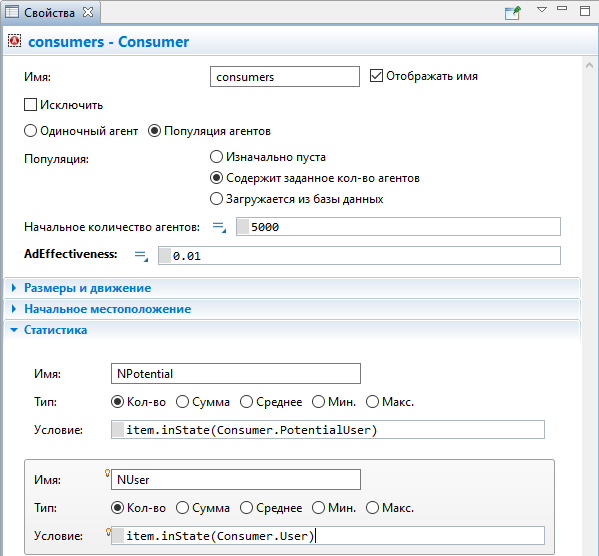 Свойства
consumers - Consumer
Имя: consumers Отображать имя
Исключить
Одиночный агент Популяция агентов
Популяция: Изначально пуста
Содержит заданное кол-во агентов
Загружается из базы данных
Начальное количество агентов: 5000
AdEffectiveness: 0.01
Размеры и движение
Начальное местоположение
Статистика
Имя: NPotential
Тип: Кол-во Сумма Среднее Мин. Макс.
Условие: item.inState(Consumer.PotentialUser)
Имя: NUser
Тип: Кол-во Сумма Среднее Мин. Макс.
Условие: item.inState(Consumer.User)